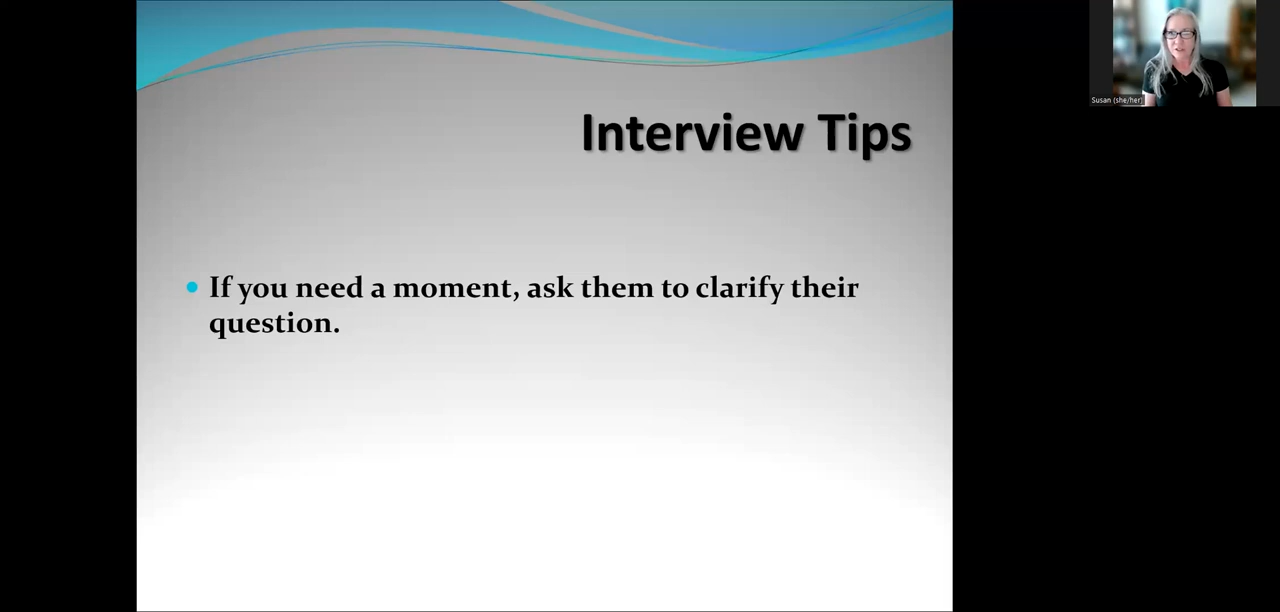 Interview Tips
If you need a moment, ask them to clarify their
question.
Susan (she/her)